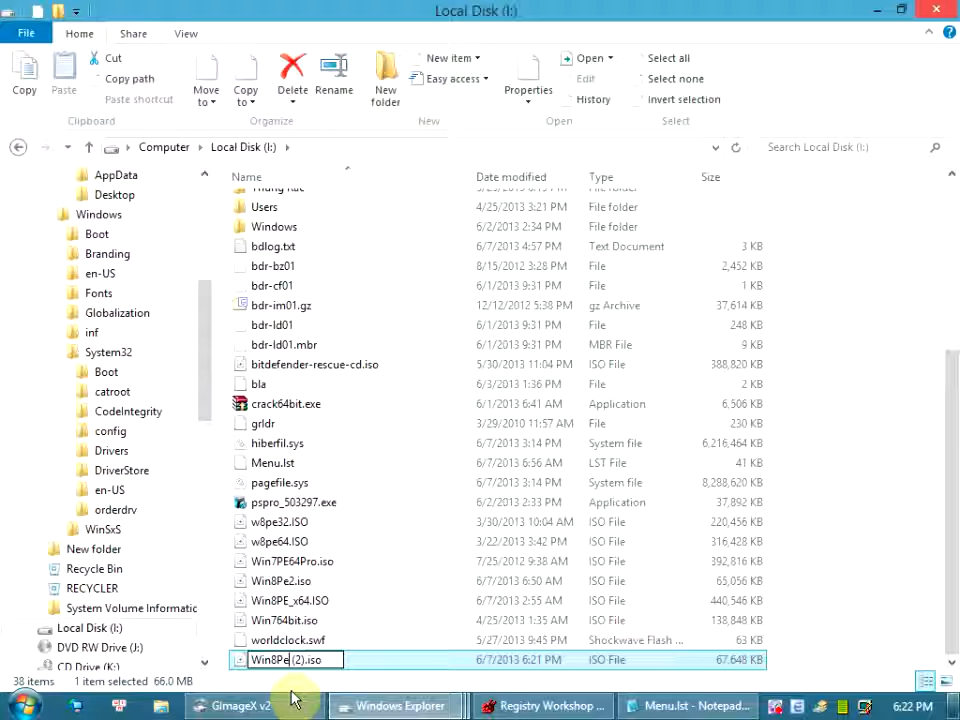 Local Disk (I:)
File Home Share View
Copy
Paste
Cut
Copy path
Paste shortcut
Clipboard
Move to
Copy to
Delete
Rename
Organize
New folder
New item
Easy access
New
Properties
Open
Edit
History
Open
Select all
Select none
Invert selection
Select
Computer Local Disk (I:)
Search Local Disk (I:)
AppData
Desktop
Windows
Boot
Branding
en-US
Fonts
Globalization
inf
System32
Boot
catroot
CodeIntegrity
config
Drivers
DriverStore
en-US
orderdrv
WinSxS
New folder
Recycle Bin
RECYCLER
System Volume Informatic
Local Disk (I:)
DVD RW Drive (J:)
CD Drive (K:)
Name Date modified Type Size
Users 4/25/2013 3:21 PM File folder
Windows 6/2/2013 2:34 PM File folder
bdlog.txt 6/7/2013 4:57 PM Text Document 3 KB
bdr-bz01 8/15/2012 3:28 PM File 2,452 KB
bdr-cf01 6/1/2013 9:31 PM File 1 KB
bdr-im01.gz 12/12/2012 5:38 PM gz Archive 37,614 KB
bdr-ld01 6/1/2013 9:31 PM File 248 KB
bdr-ld01.mbr 6/1/2013 9:31 PM MBR File 9 KB
bitdefender-rescue-cd.iso 5/30/2013 11:04 PM ISO File 388,820 KB
bla 6/3/2013 1:36 PM File 2 KB
crack64bit.exe 6/1/2013 6:41 AM Application 6,506 KB
grldr 3/29/2010 11:57 AM File 230 KB
hiberfil.sys 6/7/2013 3:14 PM System file 6,216,464 KB
Menu.lst 6/7/2013 6:56 AM LST File 41 KB
pagefile.sys 6/7/2013 3:14 PM System file 8,288,620 KB
pspro_503297.exe 6/2/2013 2:33 PM Application 37,892 KB
w8pe32.ISO 3/30/2013 10:04 AM ISO File 220,456 KB
w8pe64.ISO 3/22/2013 3:42 PM ISO File 316,428 KB
Win7PE64Pro.iso 7/25/2012 9:38 AM ISO File 392,816 KB
Win8Pe2.iso 6/7/2013 6:50 AM ISO File 65,056 KB
Win8PE_x64.ISO 6/7/2013 2:55 AM ISO File 440,546 KB
Win764bit.iso 4/25/2013 1:35 AM ISO File 138,848 KB
worldclock.swf 5/27/2013 9:45 PM Shockwave Flash ... 63 KB
Win8Pe (2).iso 6/7/2013 6:21 PM ISO File 67,648 KB
38 items 1 item selected 66.0 MB
GImageX v2 Windows Explorer Registry Workshop ... Menu.lst - Notepad... 6:22 PM